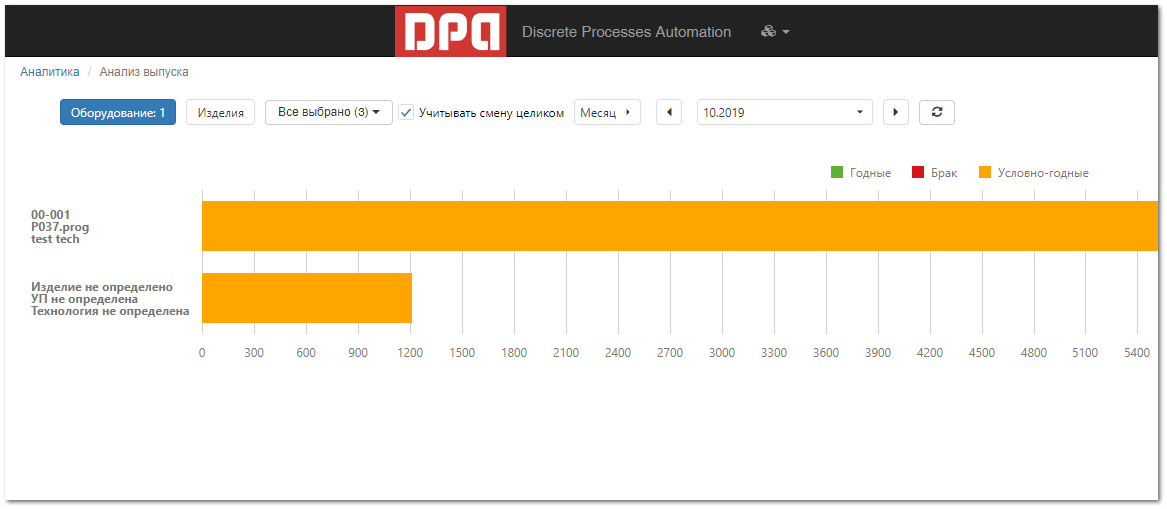 DPA Discrete Processes Automation
Аналитика / Анализ выпуска
Оборудование: 1 Изделия Все выбрано (3) Учитывать смену целиком Месяц 10.2019
Годные Брак Условно-годные
00-001
P037.prog
test tech
Изделие не определено
УП не определена
Технология не определена
0 300 600 900 1200 1500 1800 2100 2400 2700 3000 3300 3600 3900 4200 4500 4800 5100 5400